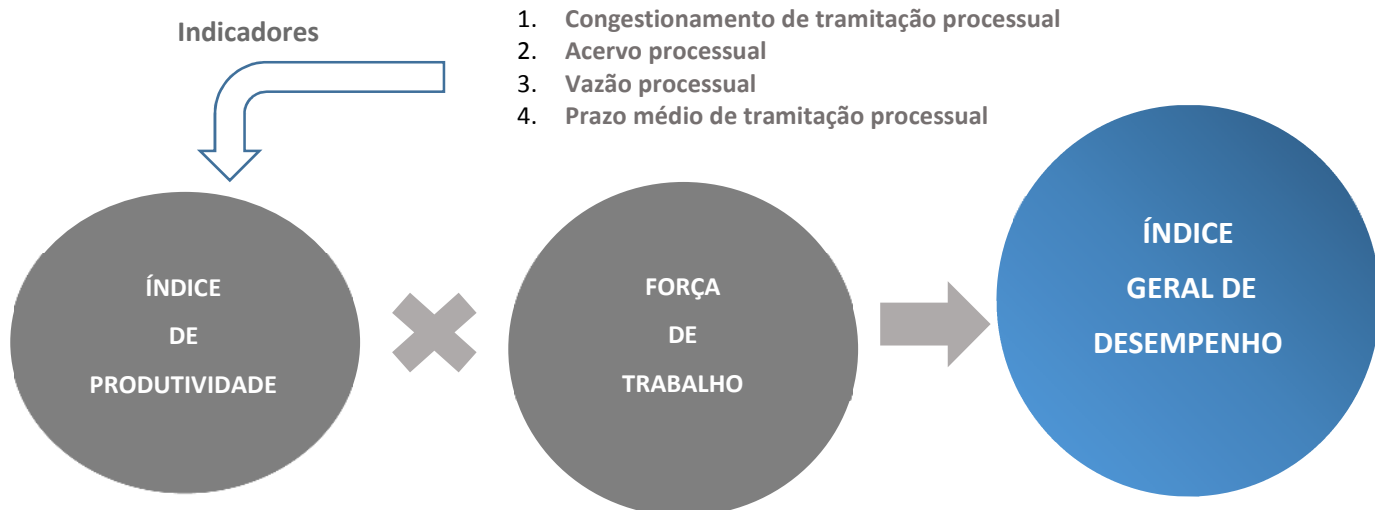 Indicadores
1. Congestionamento de tramitação processual
2. Acervo processual
3. Vazão processual
4. Prazo médio de tramitação processual
ÍNDICE
DE
PRODUTIVIDADE
FORÇA
DE
TRABALHO
ÍNDICE
GERAL DE
DESEMPENHO